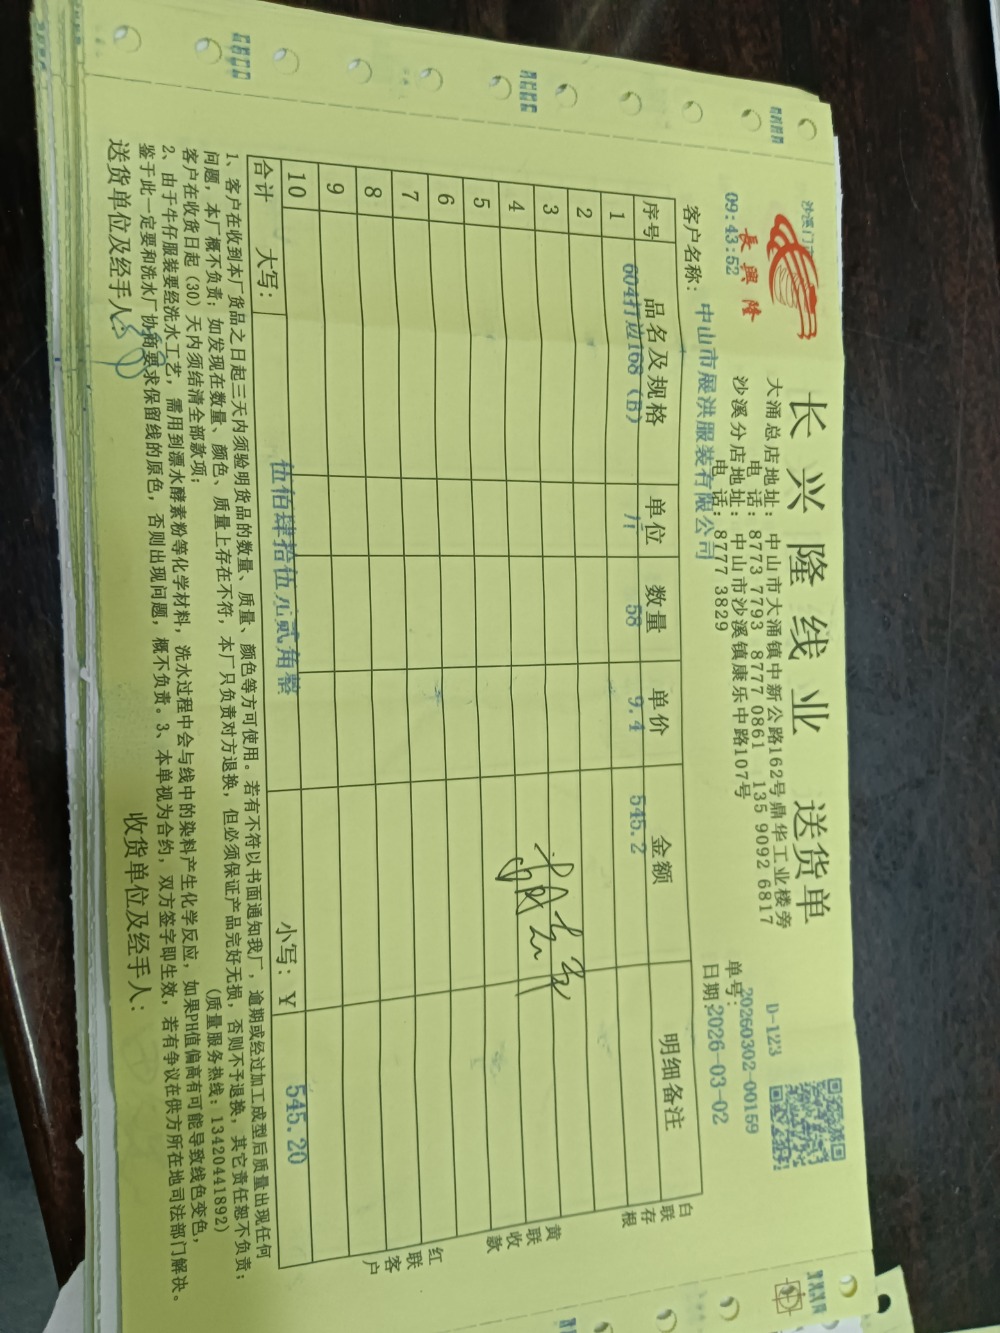 沙溪门
09:43:52
長興隆
长兴隆线业 送货单
大涌总店地址: 中山市大涌镇中新公路162号鼎华工业楼旁
电 话: 8773 7793 8777 0861 135 9092 6817
沙溪分店地址: 中山市沙溪镇康乐中路107号
电 话: 8777 3829
D-123
单号: 20260302-00159
日期: 2026-03-02
客户名称: 中山市展洪服装有限公司
序号 品名及规格 单位 数量 单价 金额 明细备注
1 604打边168 (B) 斤 58 9.4 545.2
2
3
4
5
6
7
8
9
10
合计 大写: 伍佰肆拾伍元贰角整 小写: ¥ 545.20
白联存根
黄联收款
红联客户
1、客户在收到本厂货品之日起三天内须验明货品的数量、质量、颜色等方可使用。若有不符以书面通知我厂,逾期或经过加工成型后质量出现任何
问题,本厂概不负责;如发现在数量、颜色、质量上存在不符,本厂只负责对方退换,但必须保证产品完好无损,否则不予退换,其它责任恕不负责;
客户在收货日起(30)天内须结清全部款项; (质量服务热线: 13420441892)
2、由于牛仔服装要经洗水工艺,需用到漂水酵素粉等化学材料,洗水过程中会与线中的染料产生化学反应,如果PH值偏高有可能导致线色变色,
鉴于此一定要和洗水厂协商要求保留线的原色,否则出现问题,概不负责。3、本单视为合约,双方签字即生效,若有争议在供方所在地司法部门解决。
送货单位及经手人: 收货单位及经手人: